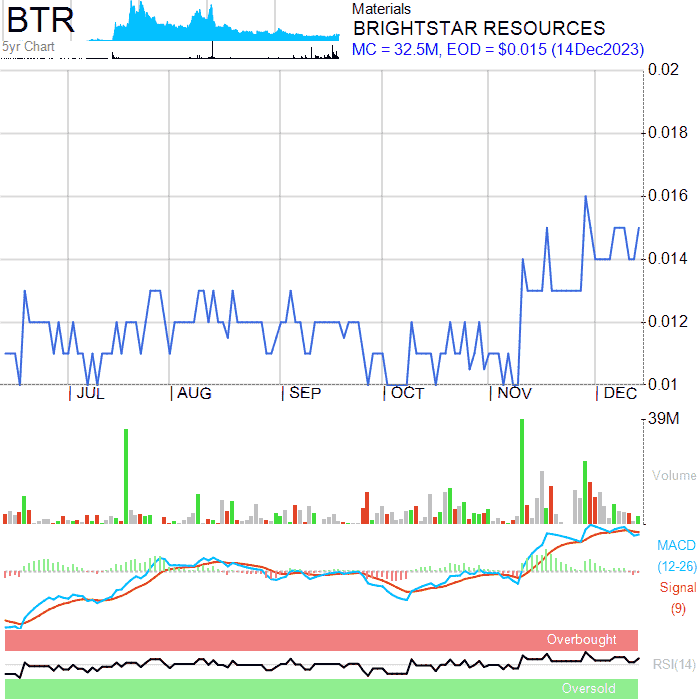 BTR
5yr Chart
Materials
BRIGHTSTAR RESOURCES
MC = 32.5M, EOD = $0.015 (14Dec2023)
0.02
0.018
0.016
0.014
0.012
0.01
JUL
AUG
SEP
OCT
NOV
DEC
39M
Volume
MACD
(12-26)
Signal
(9)
Overbought
RSI(14)
Oversold